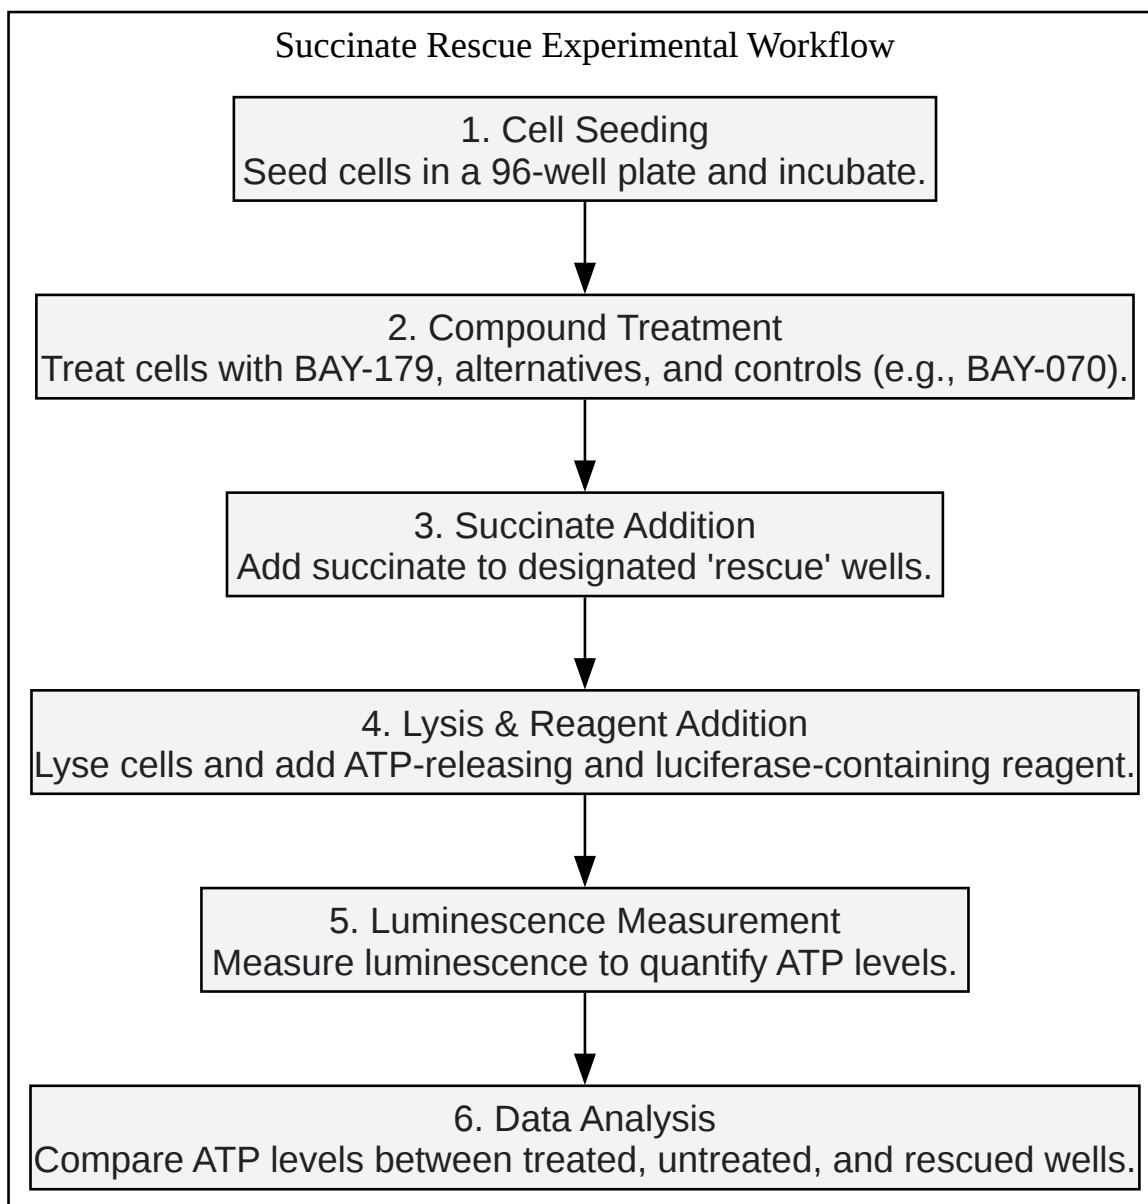 Succinate Rescue Experimental Workflow
1. Cell Seeding
Seed cells in a 96-well plate and incubate.
2. Compound Treatment
Treat cells with BAY-179, alternatives, and controls (e.g., BAY-070).
3. Succinate Addition
Add succinate to designated 'rescue' wells.
4. Lysis & Reagent Addition
Lyse cells and add ATP-releasing and luciferase-containing reagent.
5. Luminescence Measurement
Measure luminescence to quantify ATP levels.
6. Data Analysis
Compare ATP levels between treated, untreated, and rescued wells.